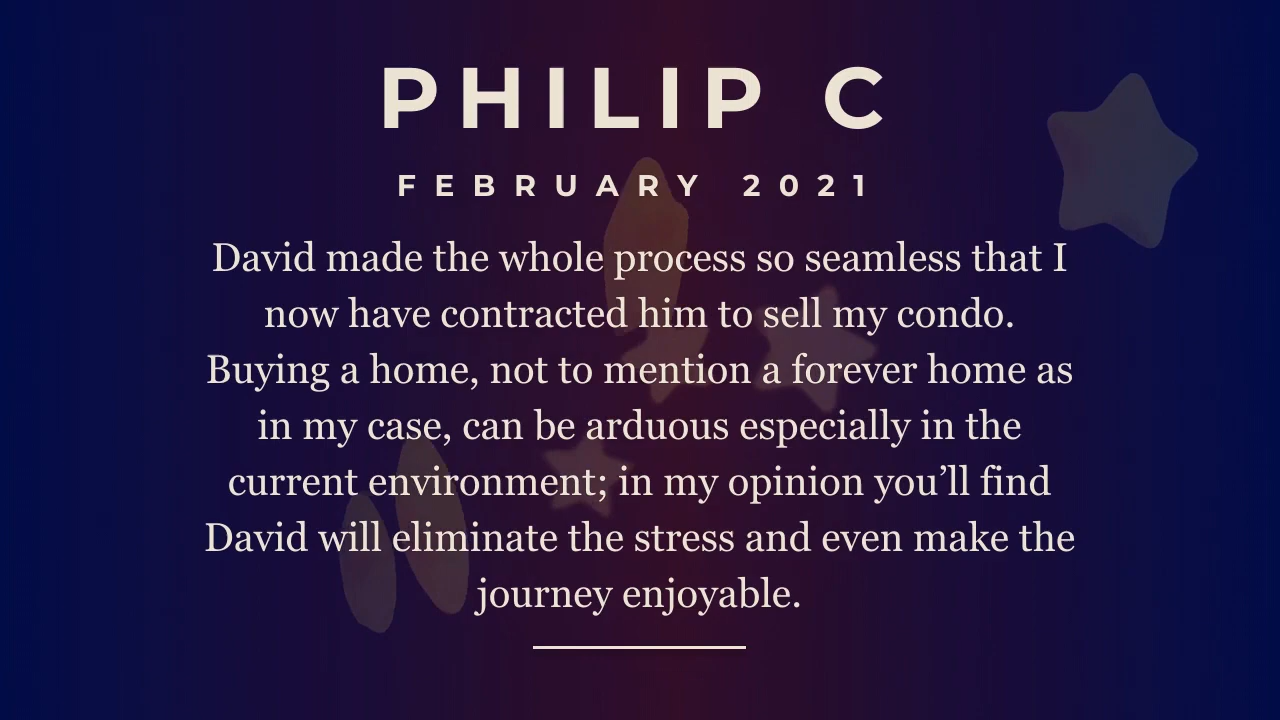 PHILIP C
FEBRUARY 2021
David made the whole process so seamless that I
now have contracted him to sell my condo.
Buying a home, not to mention a forever home as
in my case, can be arduous especially in the
current environment; in my opinion you’ll find
David will eliminate the stress and even make the
journey enjoyable.